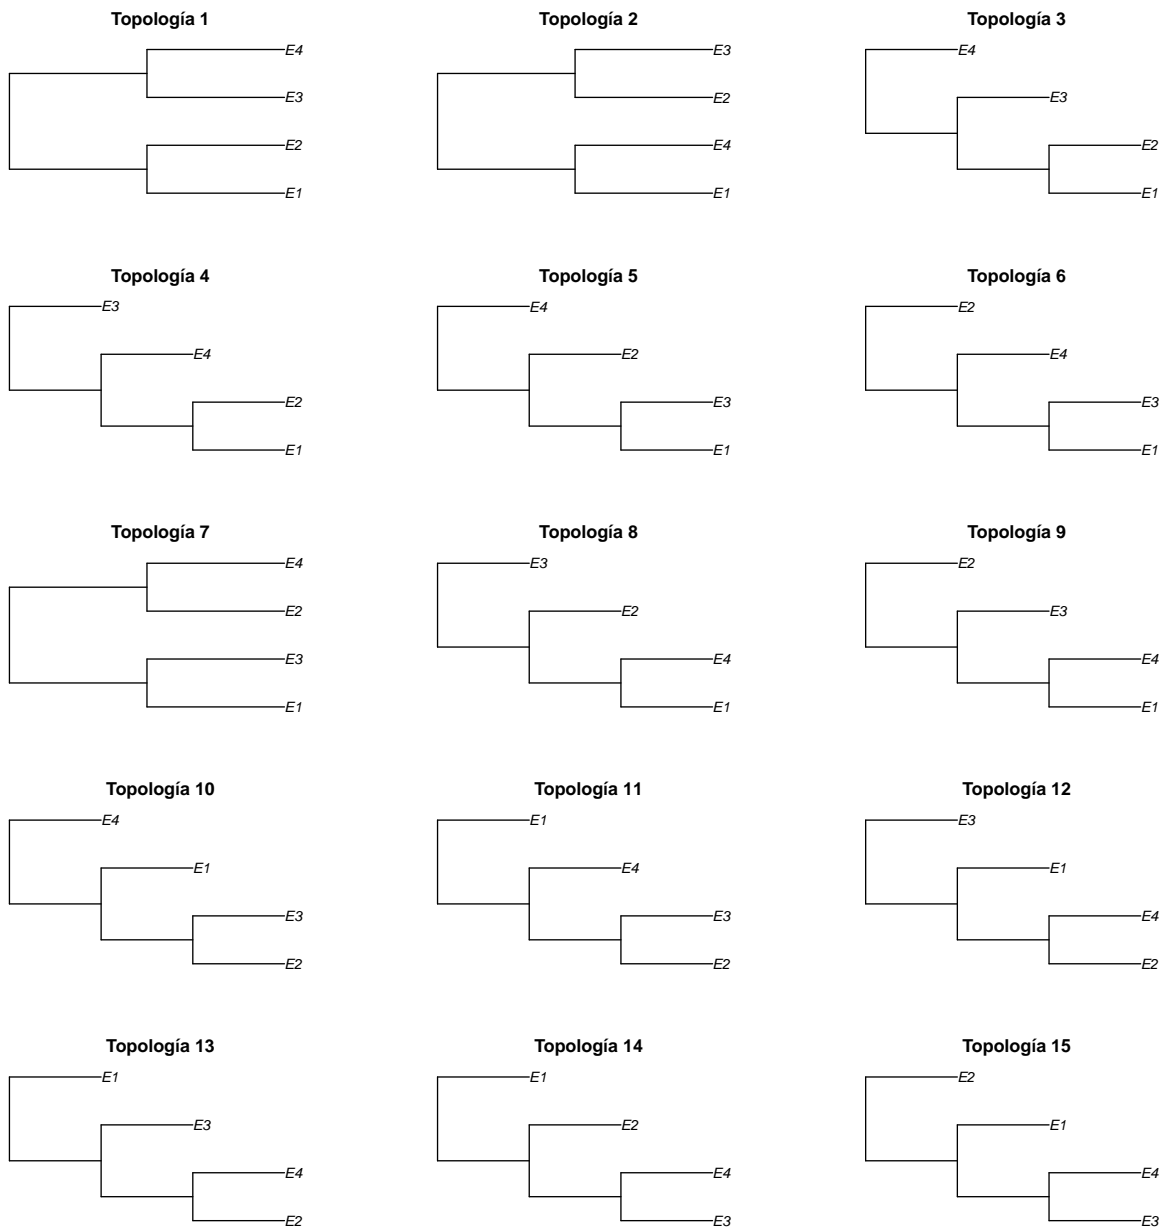 Topología 1
E4
E3
E2
E1
Topología 2
E3
E2
E4
E1
Topología 3
E4
E3
E2
E1
Topología 4
E3
E4
E2
E1
Topología 5
E4
E2
E3
E1
Topología 6
E2
E4
E3
E1
Topología 7
E4
E2
E3
E1
Topología 8
E3
E2
E4
E1
Topología 9
E2
E3
E4
E1
Topología 10
E4
E1
E3
E2
Topología 11
E1
E4
E3
E2
Topología 12
E3
E1
E4
E2
Topología 13
E1
E3
E4
E2
Topología 14
E1
E2
E4
E3
Topología 15
E2
E1
E4
E3